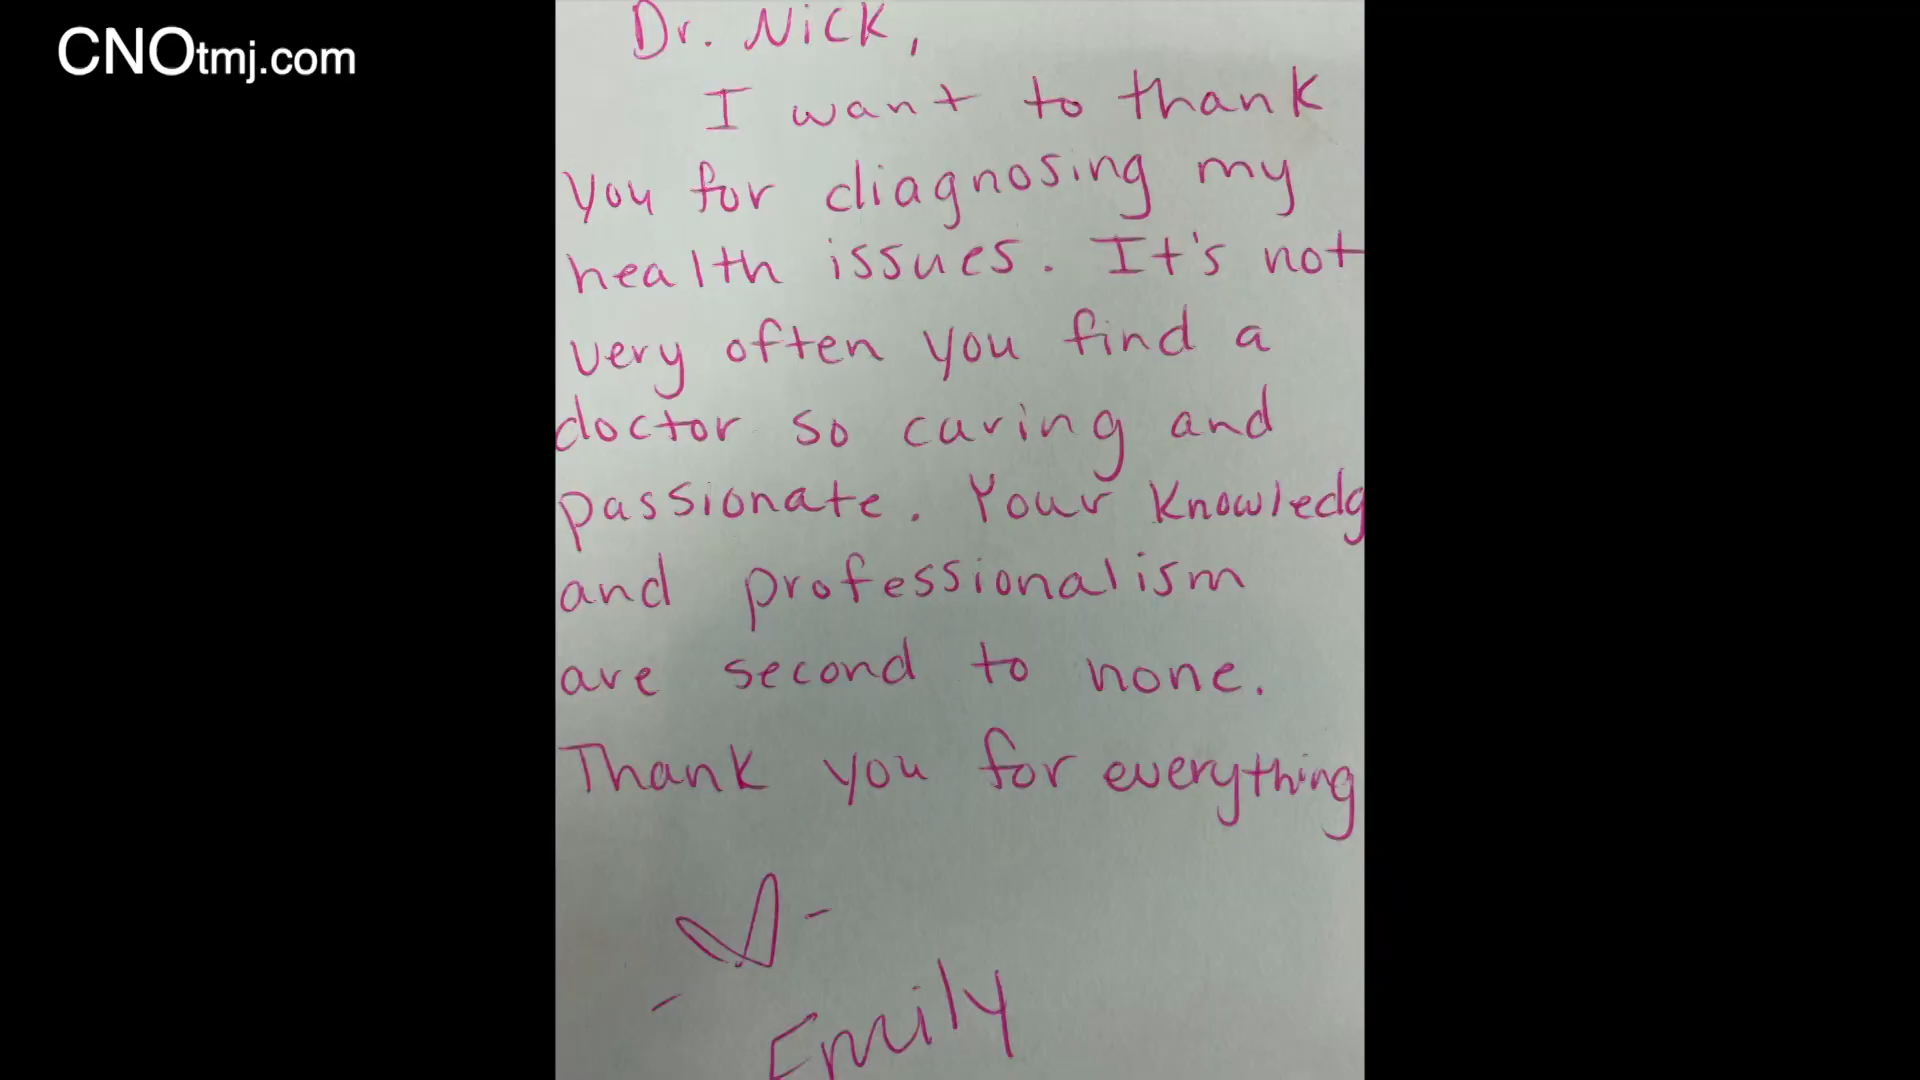 CNOtmj.com
Dr. Nick,
I want to thank
you for diagnosing my
health issues. It's not
very often you find a
doctor so caring and
passionate. Your Knowledg
and professionalism
are second to none.
Thank you for everything
Emily